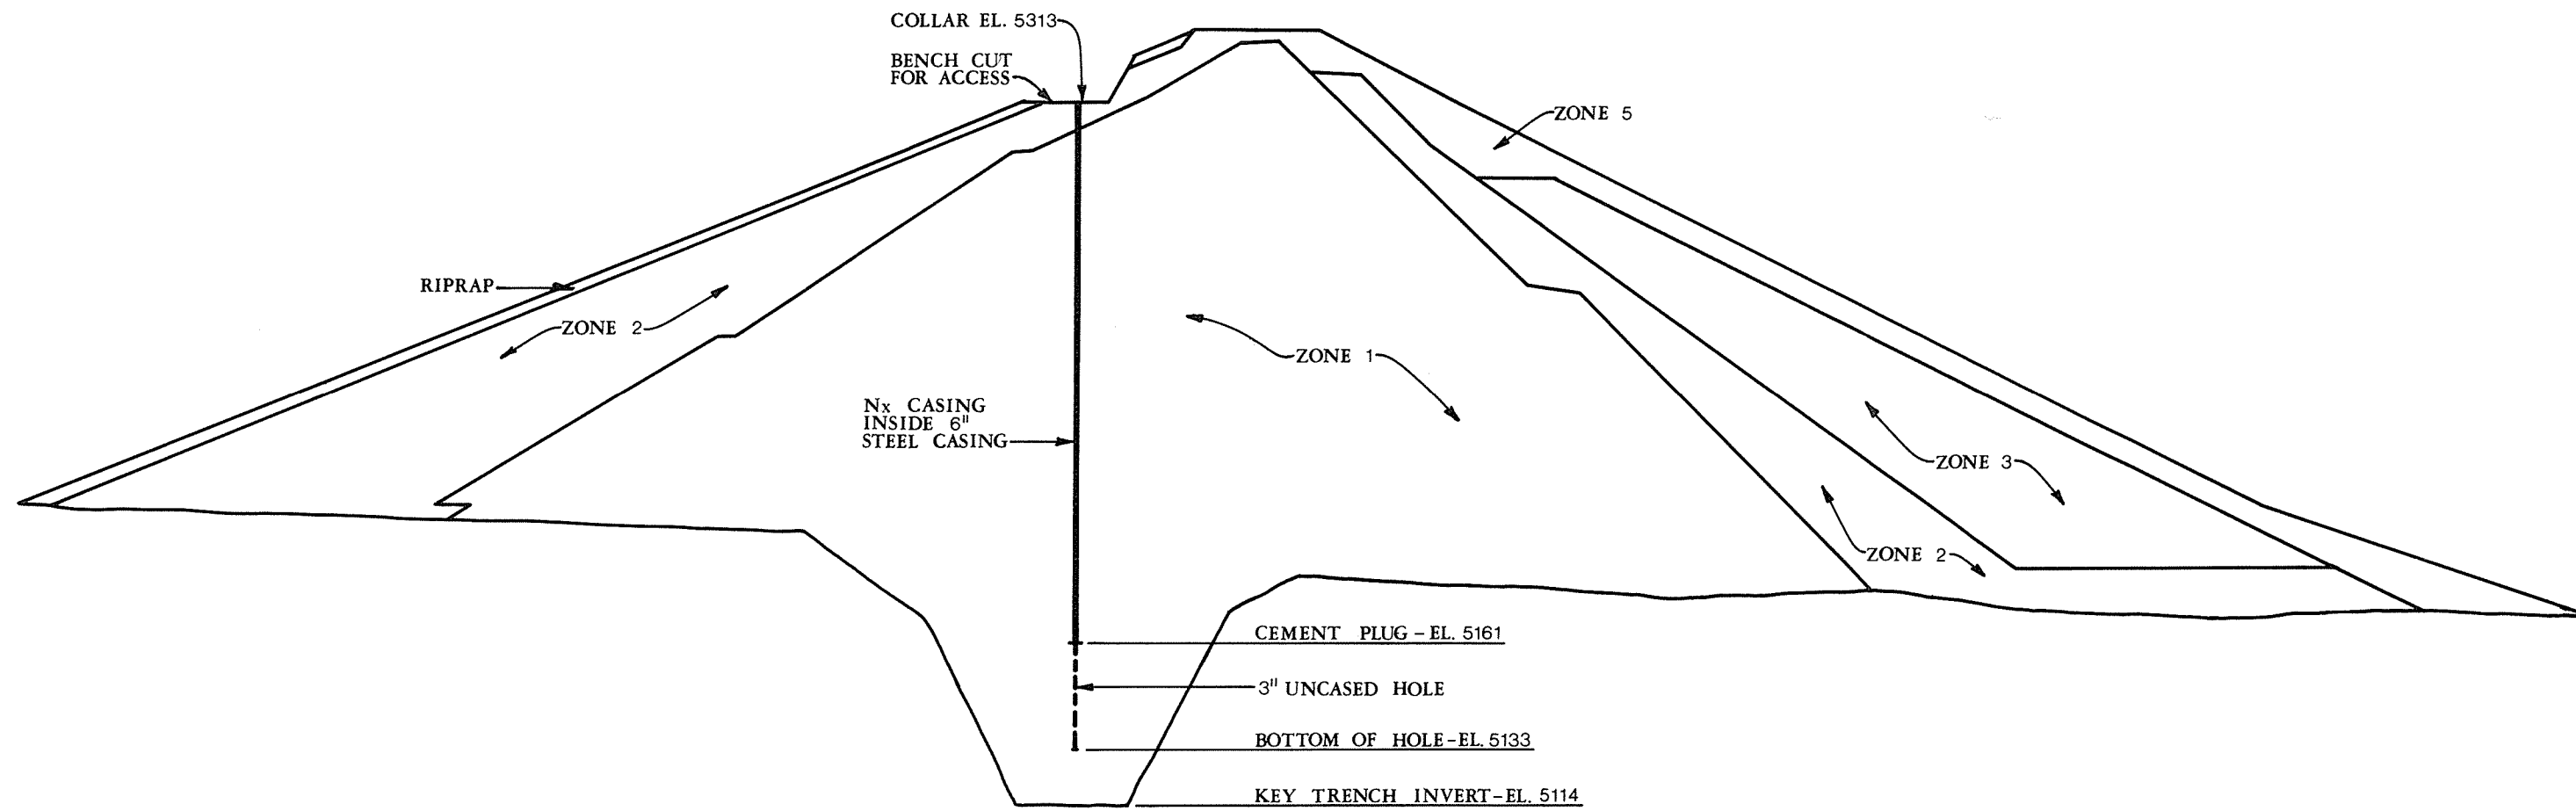 COLLAR EL. 5313
BENCH CUT
FOR ACCESS
ZONE 5
RIPRAP
ZONE 2
ZONE 1
Nx CASING
INSIDE 6"
STEEL CASING
ZONE 3
ZONE 2
CEMENT PLUG - EL. 5161
3" UNCASED HOLE
BOTTOM OF HOLE-EL. 5133
KEY TRENCH INVERT-EL. 5114